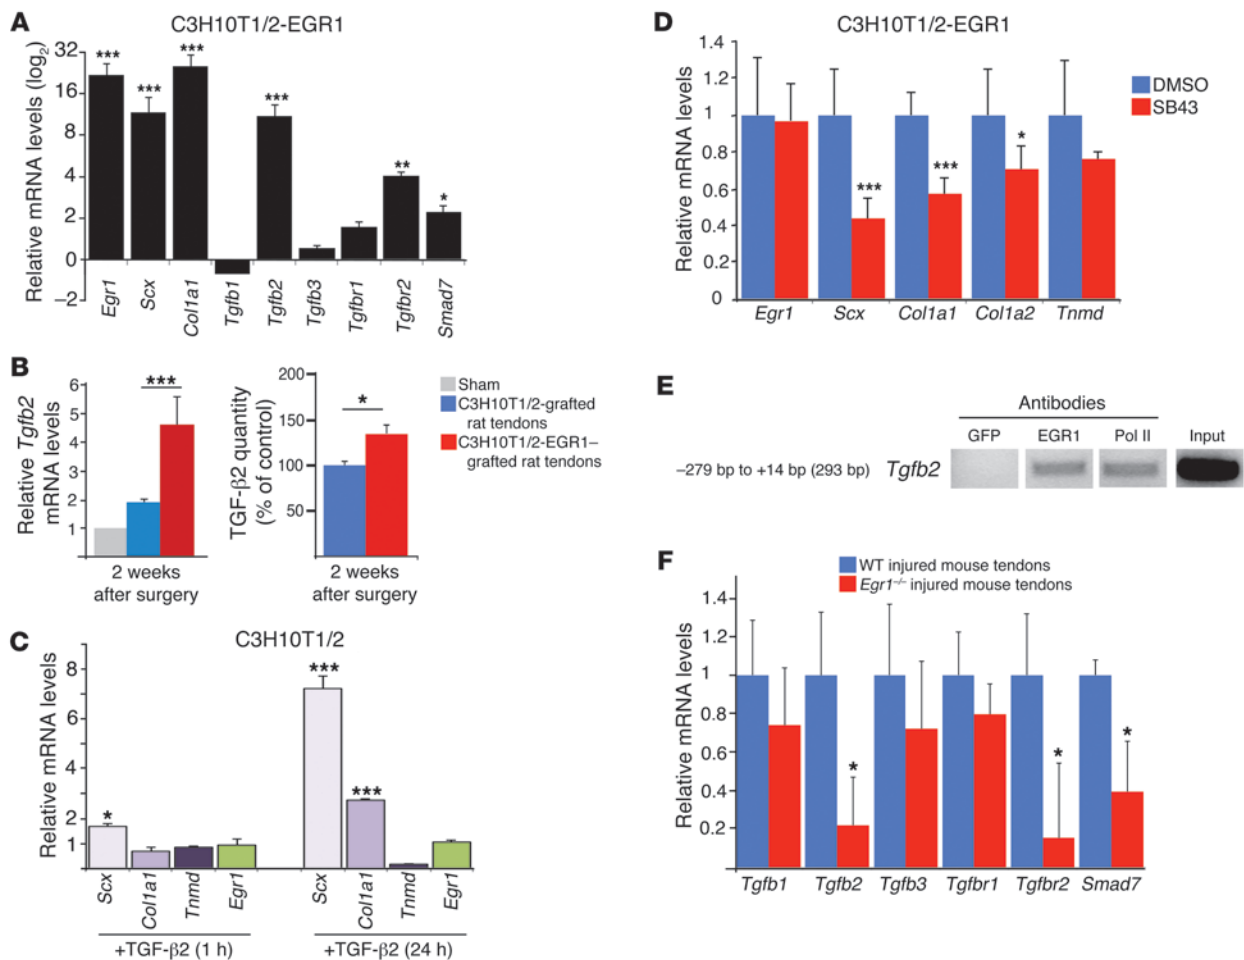 A
C3H10T1/2-EGR1
Relative mRNA levels (log2)
32
16
8
4
2
0
−2
***
***
***
***
**
*
Egr1
Scx
Col1a1
Tgfb1
Tgfb2
Tgfb3
Tgfbr1
Tgfbr2
Smad7
B
Relative Tgfb2
mRNA levels
6
5
4
3
2
1
***
2 weeks
after surgery
TGF-β2 quantity
(% of control)
200
150
100
50
*
2 weeks
after surgery
Sham
C3H10T1/2-grafted
rat tendons
C3H10T1/2-EGR1–
grafted rat tendons
C
C3H10T1/2
Relative mRNA levels
8
6
4
2
1
*
***
***
Scx
Col1a1
Tnmd
Egr1
Scx
Col1a1
Tnmd
Egr1
+TGF-β2 (1 h)
+TGF-β2 (24 h)
D
C3H10T1/2-EGR1
Relative mRNA levels
1.4
1.2
1
0.8
0.6
0.4
0.2
0
***
***
*
Egr1
Scx
Col1a1
Col1a2
Tnmd
DMSO
SB43
E
Antibodies
GFP
EGR1
Pol II
Input
−279 bp to +14 bp (293 bp)
Tgfb2
F
WT injured mouse tendons
Egr1–/– injured mouse tendons
Relative mRNA levels
1.4
1.2
1
0.8
0.6
0.4
0.2
*
*
*
Tgfb1
Tgfb2
Tgfb3
Tgfbr1
Tgfbr2
Smad7